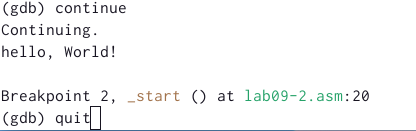 (gdb) continue
Continuing.
hello, World!
Breakpoint 2, _start () at lab09-2.asm:20
(gdb) quit